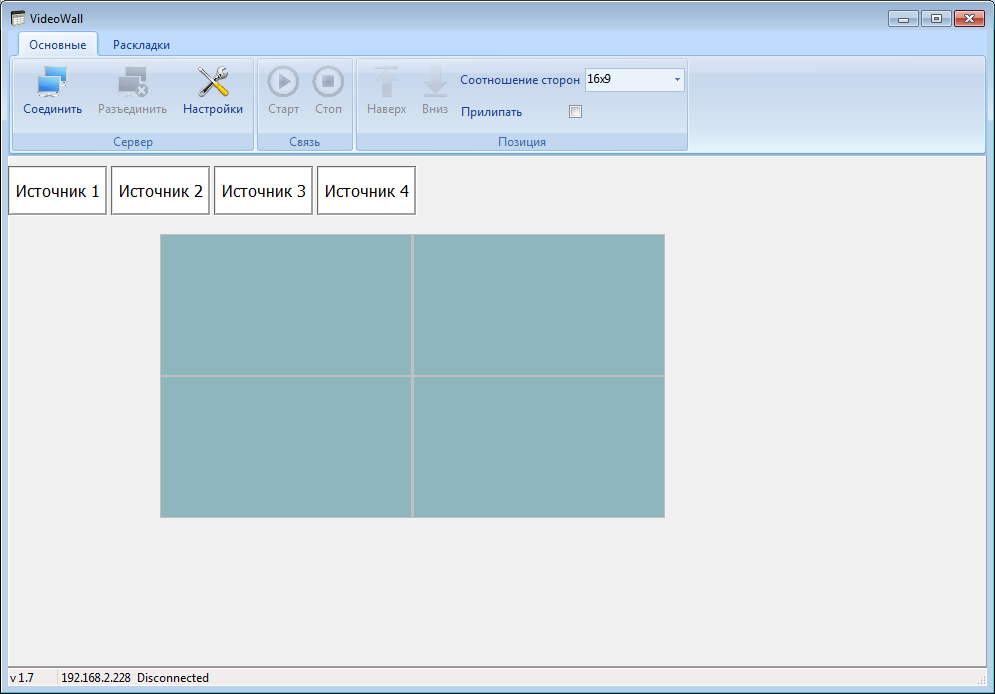 VideoWall
Основные Раскладки
Соединить Разъединить Настройки Старт Стоп Наверх Вниз Соотношение сторон 16x9
Прилипать
Сервер Связь Позиция
Источник 1 Источник 2 Источник 3 Источник 4
v 1.7 192.168.2.228 Disconnected